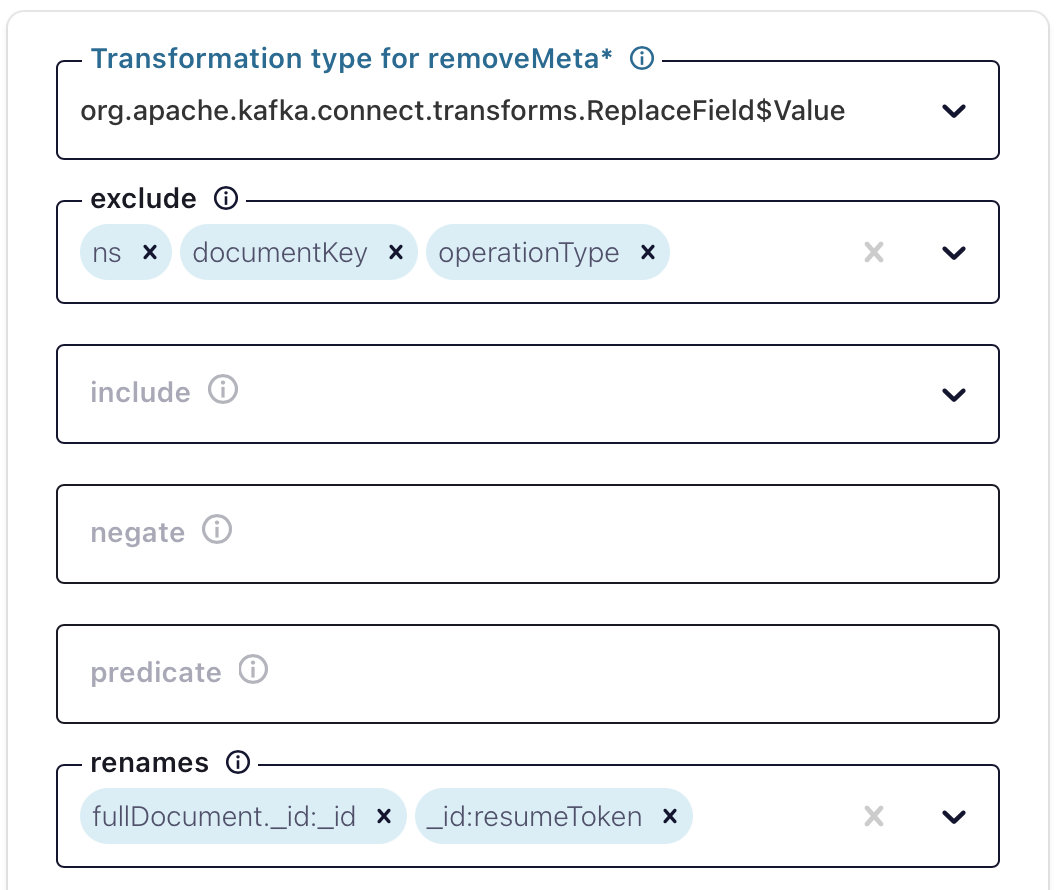 Transformation type for removeMeta*
org.apache.kafka.connect.transforms.ReplaceField$Value
exclude
ns documentKey operationType
include
negate
predicate
renames
fullDocument._id:_id _id:resumeToken